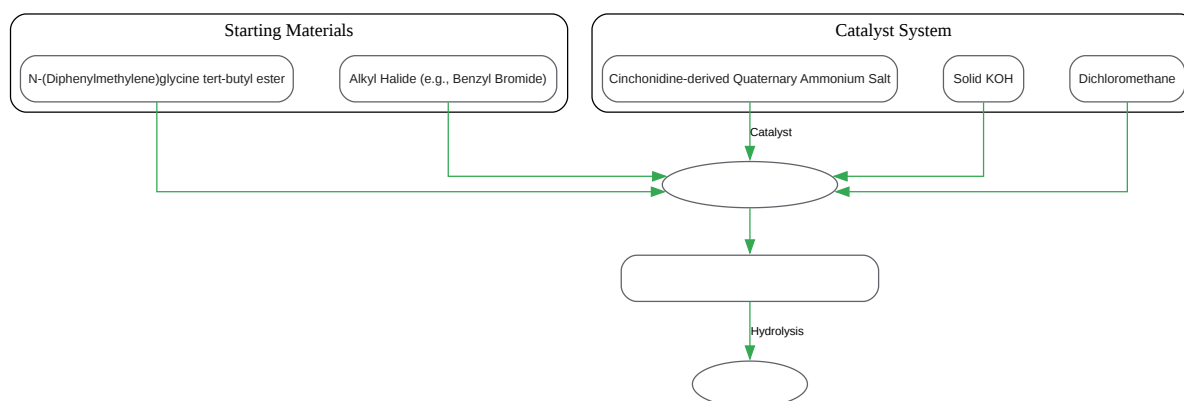 Starting Materials
Catalyst System
N-(Diphenylmethylene)glycine tert-butyl ester
Alkyl Halide (e.g., Benzyl Bromide)
Cinchonidine-derived Quaternary Ammonium Salt
Solid KOH
Dichloromethane
Catalyst
Hydrolysis